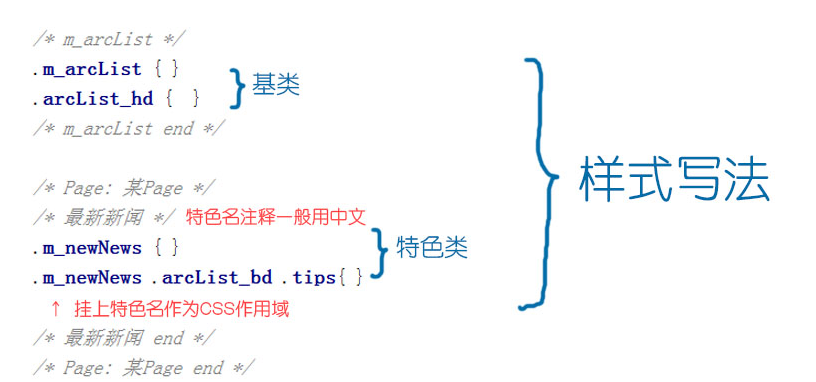 /* m_arcList */
.m_arcList { }
.arcList_hd {  }
基类
/* m_arcList end */
样式写法
/* Page: 某Page */
/* 最新新闻 */ 特色名注释一般用中文
.m_newNews { }
特色类
.m_newNews .arcList_bd .tips{ }
↑ 挂上特色名作为CSS作用域
/* 最新新闻 end */
/* Page: 某Page end */